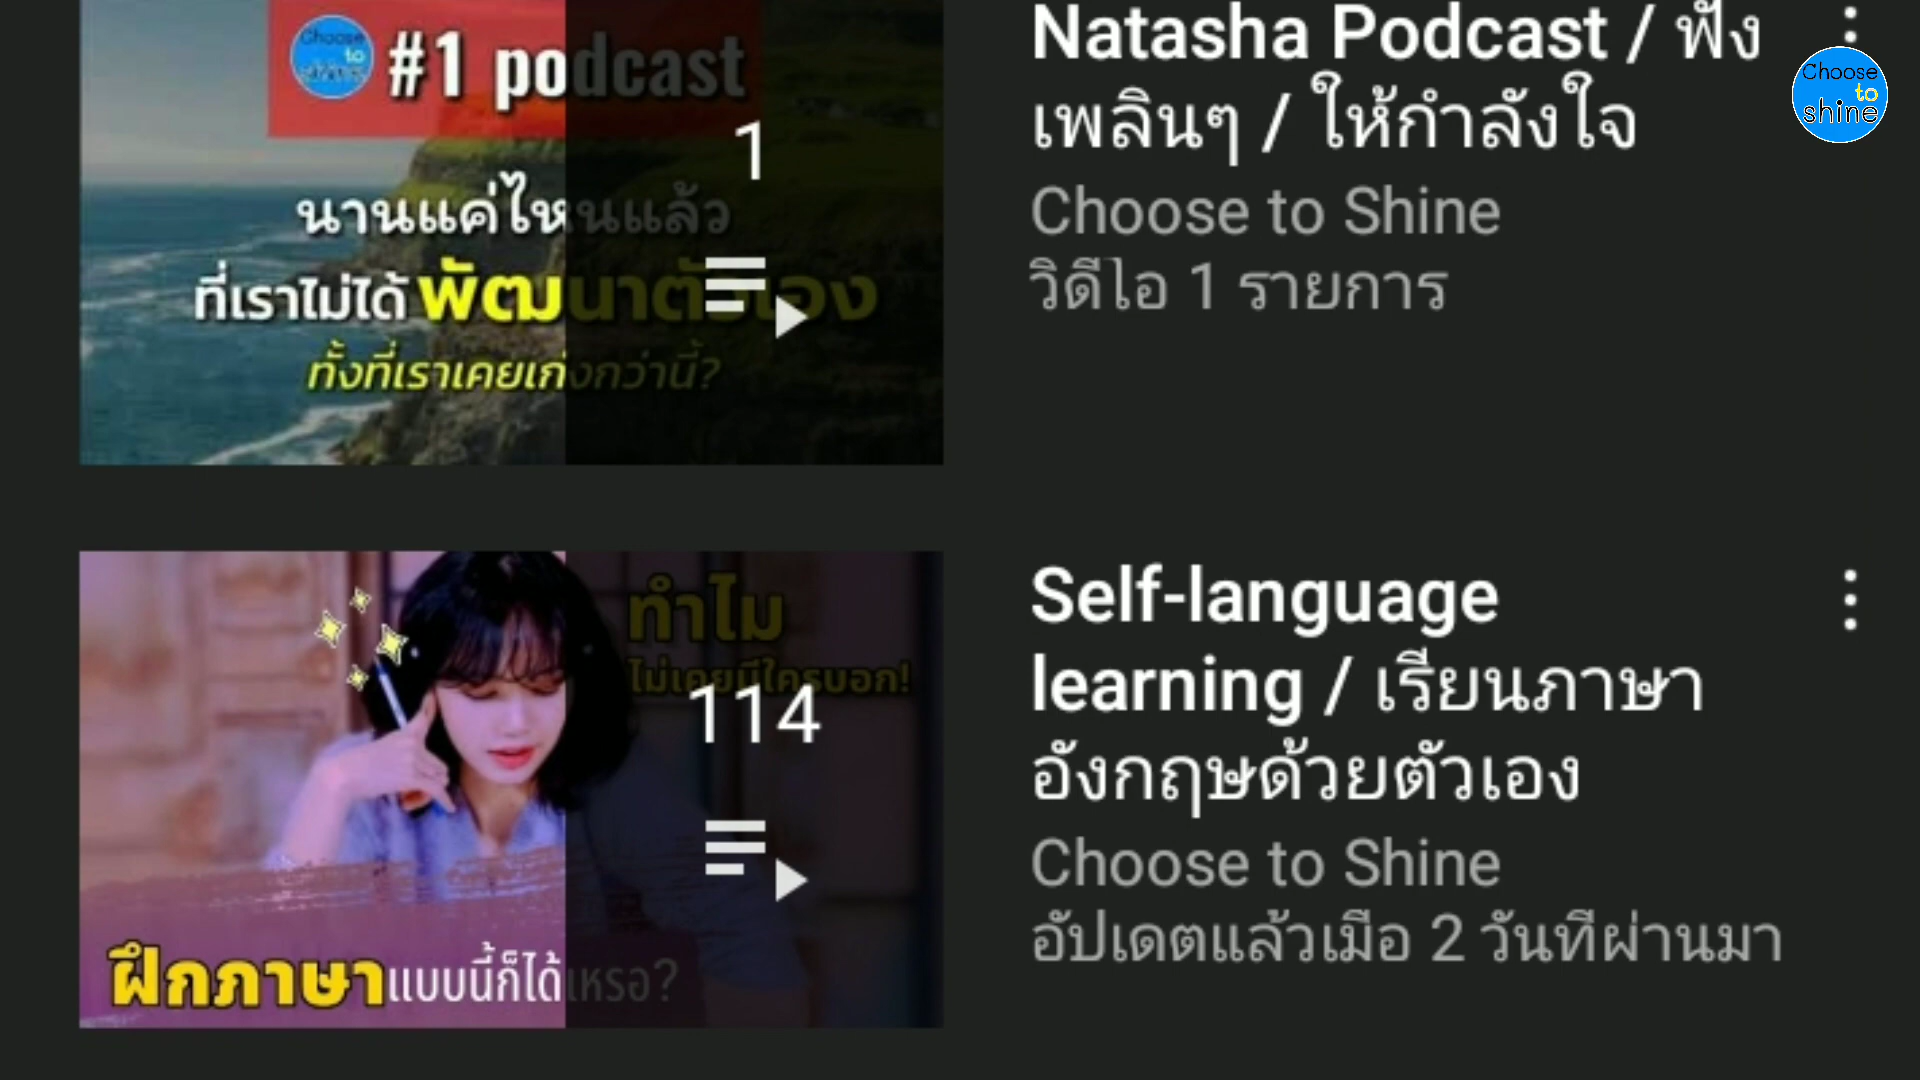 Choose
to
shine
#1 podcast
1
นานแค่ไหนแล้ว
ที่เราไม่ได้ พัฒนาตัวเอง
ทั้งที่เราเคยเก่งกว่านี้?
Natasha Podcast / ฟัง
เพลินๆ / ให้กำลังใจ
Choose to Shine
วิดีโอ 1 รายการ
Choose
to
shine
ทำไม
ไม่เคยมีใครบอก!
114
ฝึกภาษาแบบนี้ก็ได้เหรอ?
Self-language
learning / เรียนภาษา
อังกฤษด้วยตัวเอง
Choose to Shine
อัปเดตแล้วเมื่อ 2 วันที่ผ่านมา